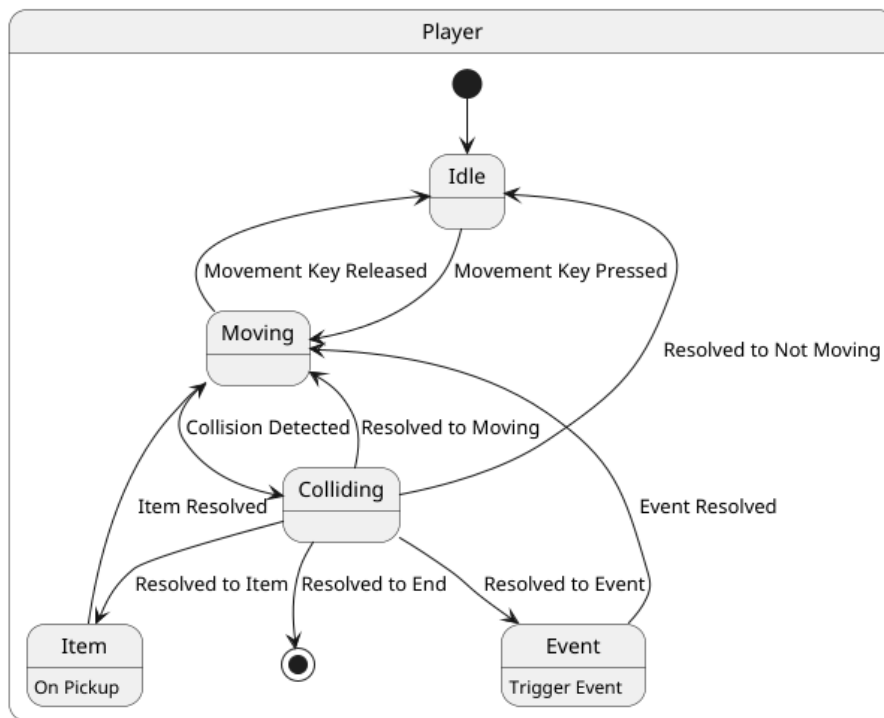 Player
Idle
Movement Key Released
Movement Key Pressed
Moving
Resolved to Not Moving
Collision Detected
Resolved to Moving
Colliding
Item Resolved
Event Resolved
Resolved to Item
Resolved to End
Resolved to Event
Item
Event
On Pickup
Trigger Event